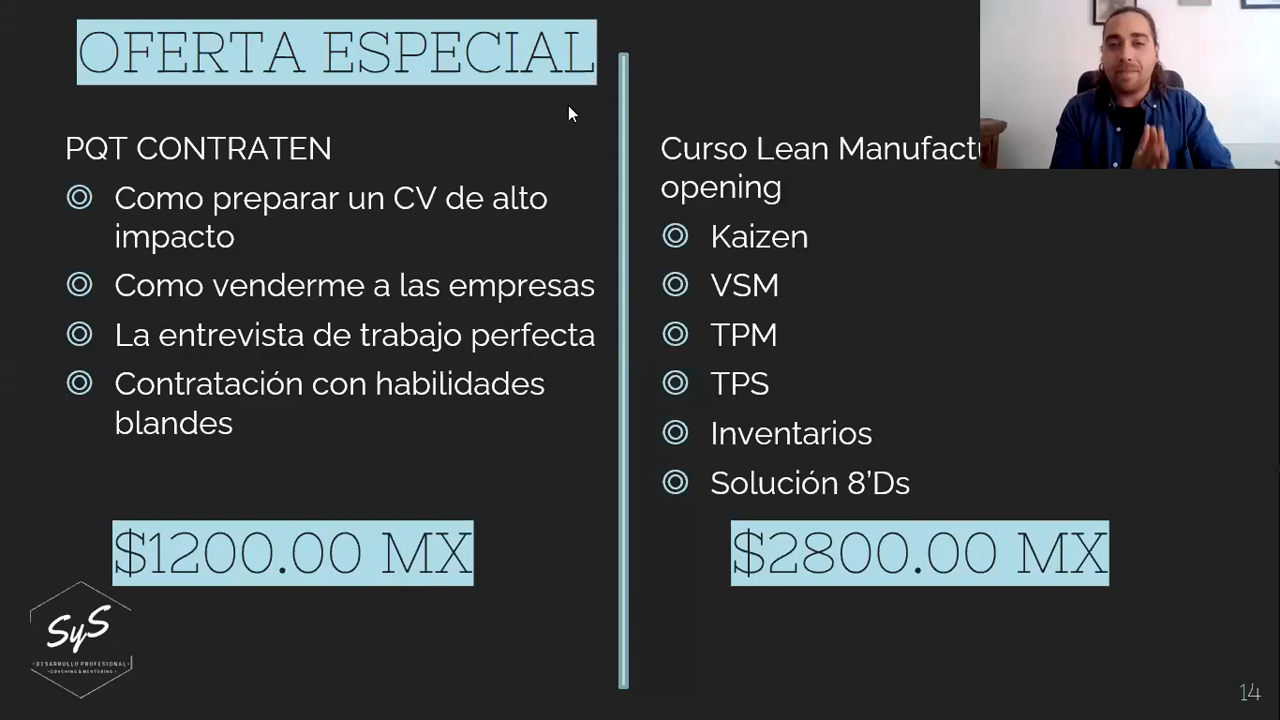 OFERTA ESPECIAL
PQT CONTRATEN
Como preparar un CV de alto
impacto
Como venderme a las empresas
La entrevista de trabajo perfecta
Contratación con habilidades
blandes
$1200.00 MX
Curso Lean Manufactu
opening
Kaizen
VSM
TPM
TPS
Inventarios
Solución 8’Ds
$2800.00 MX
SyS
DESARROLLO PROFESIONAL
COACHING & MENTORING
14